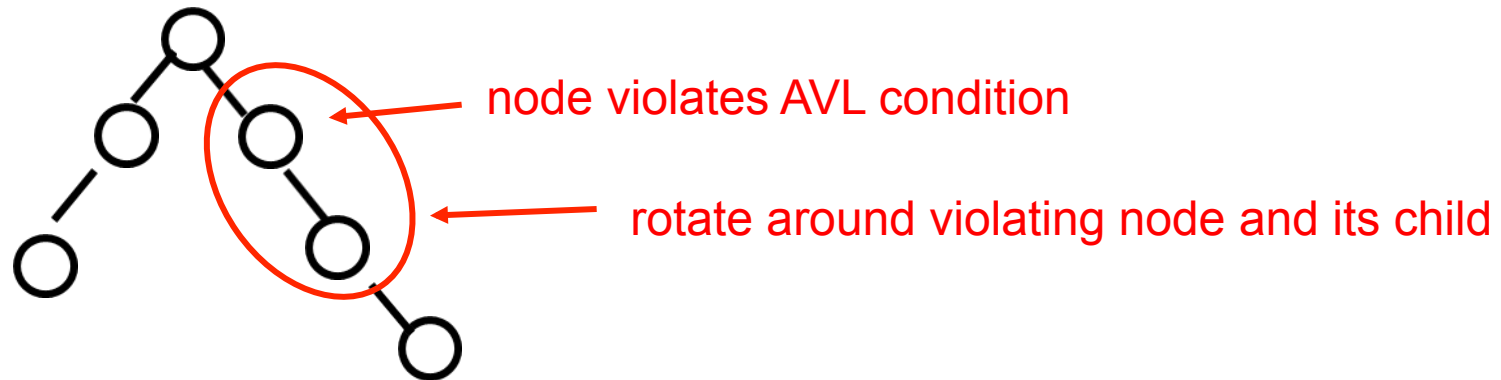 node violates AVL condition
rotate around violating node and its child